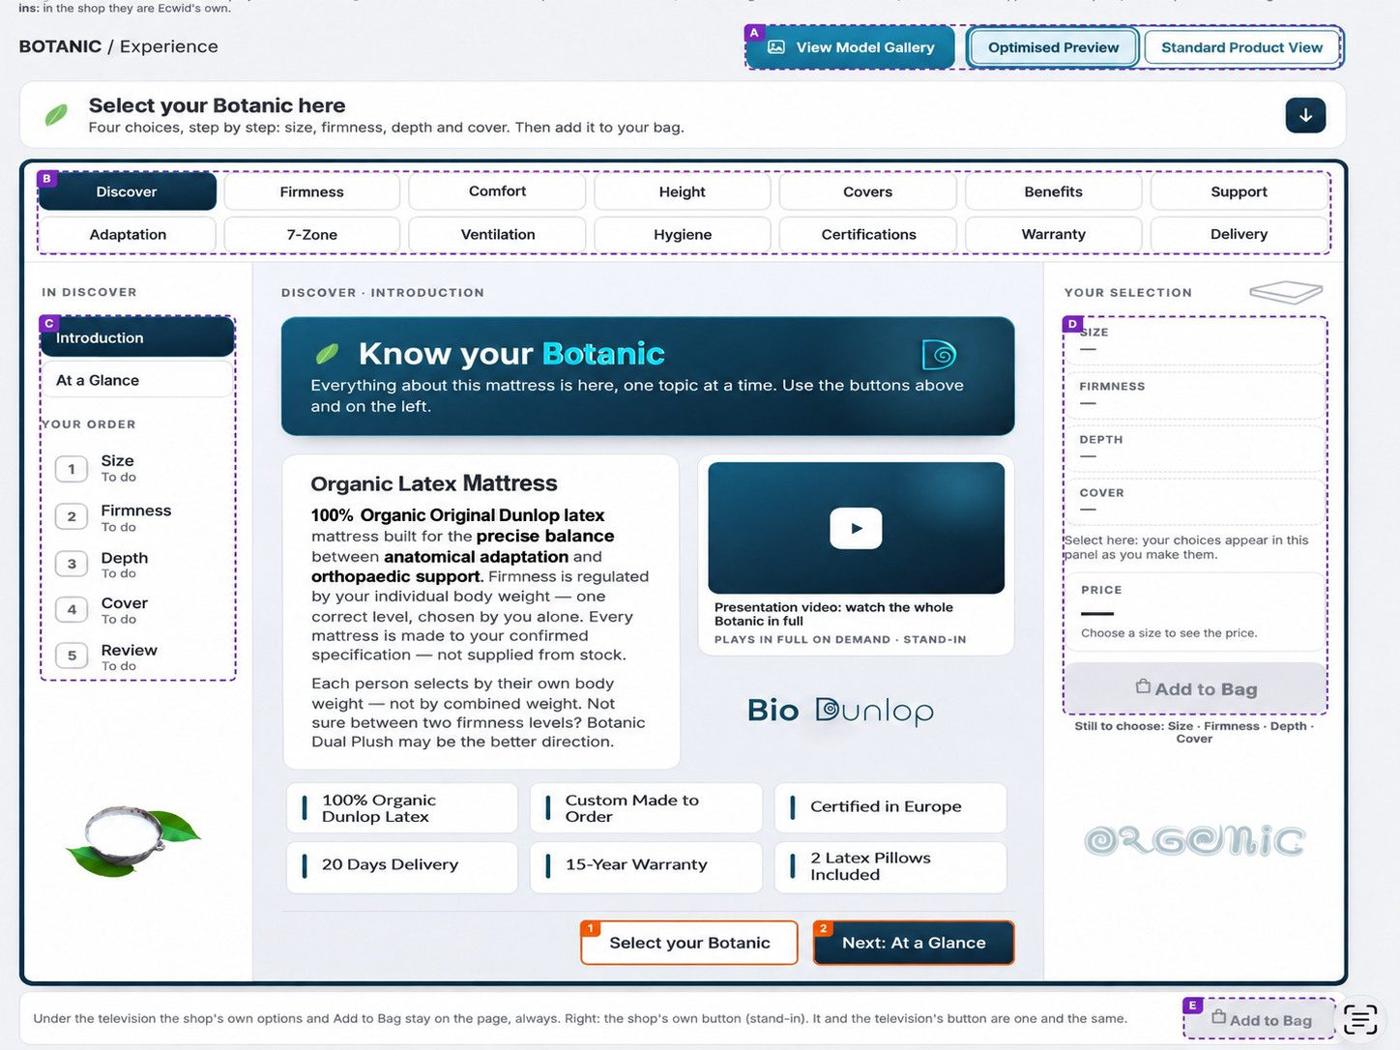 ins: in the shop they are Ecwid's own.
BOTANIC / Experience
A
View Model Gallery
Optimised Preview
Standard Product View
Select your Botanic here
Four choices, step by step: size, firmness, depth and cover. Then add it to your bag.
B
Discover
Firmness
Comfort
Height
Covers
Benefits
Support
Adaptation
7-Zone
Ventilation
Hygiene
Certifications
Warranty
Delivery
IN DISCOVER
C
Introduction
At a Glance
YOUR ORDER
1
Size
To do
2
Firmness
To do
3
Depth
To do
4
Cover
To do
5
Review
To do
DISCOVER · INTRODUCTION
Know your Botanic
Everything about this mattress is here, one topic at a time. Use the buttons above
and on the left.
Organic Latex Mattress
100% Organic Original Dunlop latex
mattress built for the precise balance
between anatomical adaptation and
orthopaedic support. Firmness is regulated
by your individual body weight — one
correct level, chosen by you alone. Every
mattress is made to your confirmed
specification — not supplied from stock.
Each person selects by their own body
weight — not by combined weight. Not
sure between two firmness levels? Botanic
Dual Plush may be the better direction.
Presentation video: watch the whole
Botanic in full
PLAYS IN FULL ON DEMAND · STAND-IN
Bio Dunlop
100% Organic
Dunlop Latex
Custom Made to
Order
Certified in Europe
20 Days Delivery
15-Year Warranty
2 Latex Pillows
Included
1
Select your Botanic
2
Next: At a Glance
YOUR SELECTION
D
SIZE
—
FIRMNESS
—
DEPTH
—
COVER
—
Select here: your choices appear in this
panel as you make them.
PRICE
—
Choose a size to see the price.
Add to Bag
Still to choose: Size · Firmness · Depth ·
Cover
ORGANIC
Under the television the shop's own options and Add to Bag stay on the page, always. Right: the shop's own button (stand-in). It and the television's button are one and the same.
E
Add to Bag